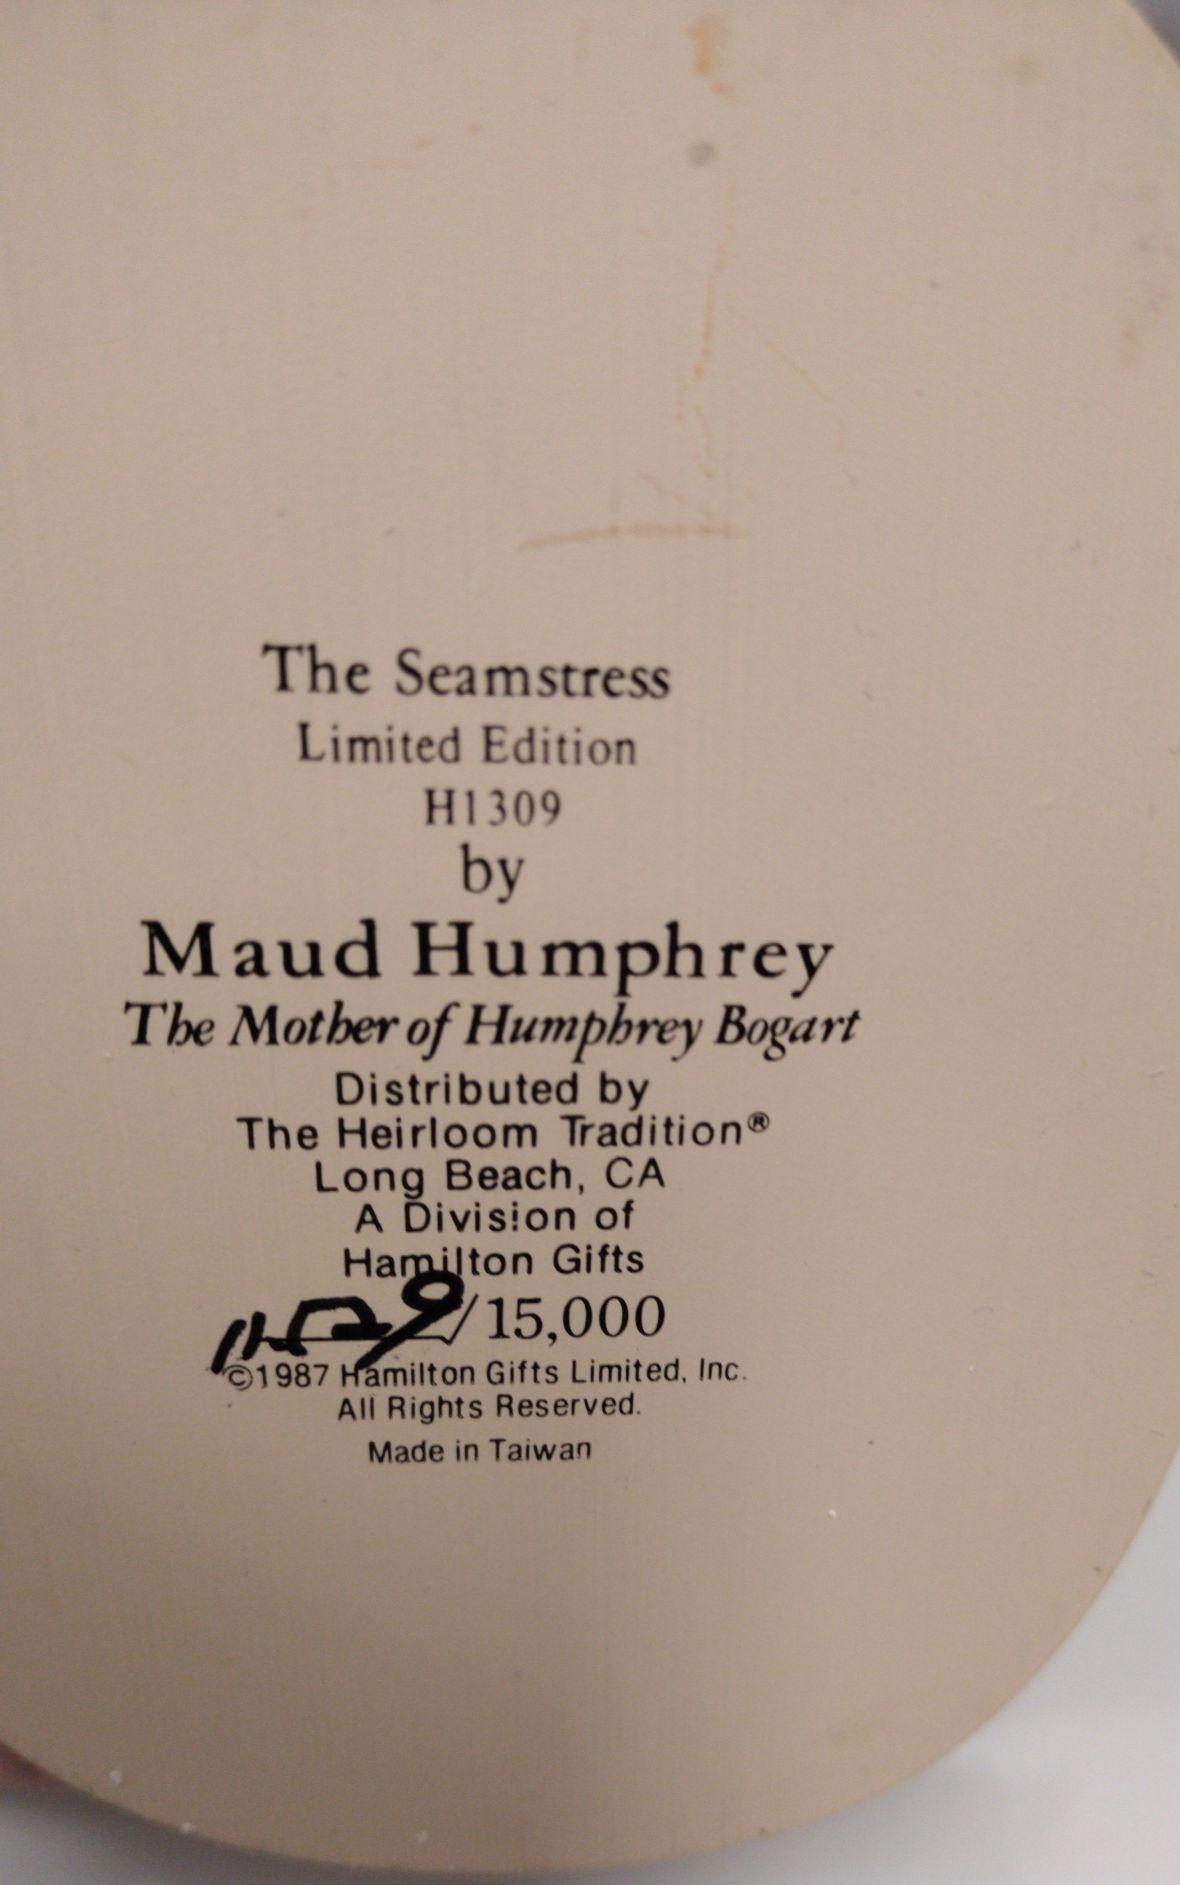 The Seamstress
Limited Edition
H1309
by
Maud Humphrey
The Mother of Humphrey Bogart
Distributed by
The Heirloom Tradition®
Long Beach, CA
A Division of
Hamilton Gifts
/15,000
©1987 Hamilton Gifts Limited, Inc.
All Rights Reserved.
Made in Taiwan